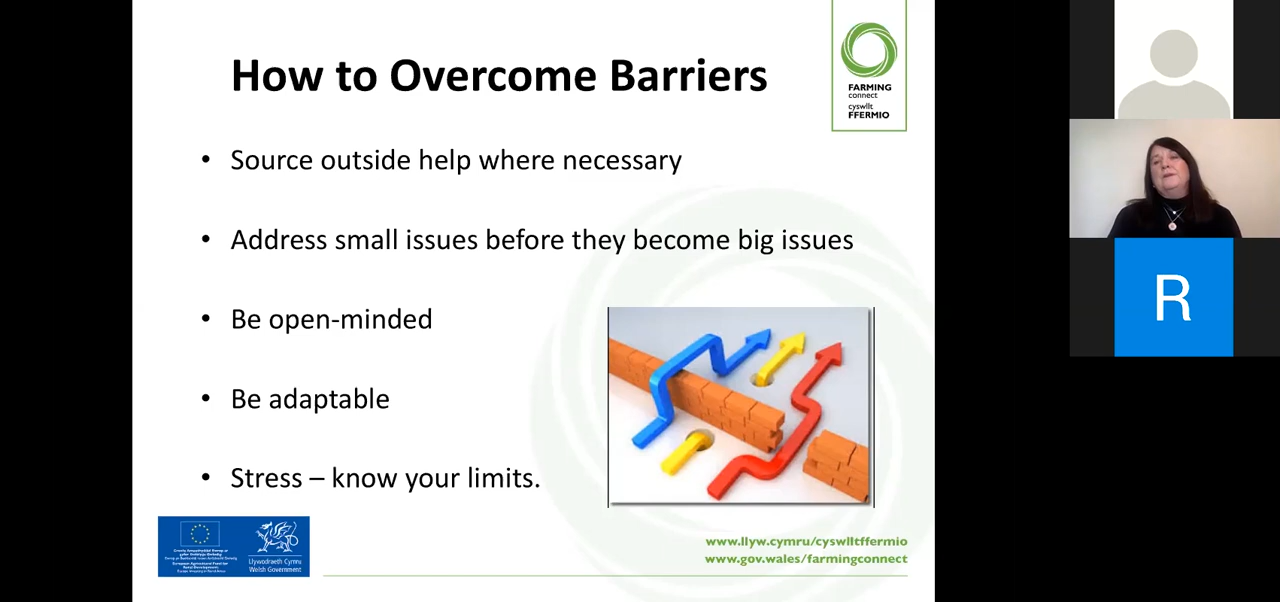 How to Overcome Barriers
FARMING
connect
cyswllt
FFERMIO
• Source outside help where necessary
• Address small issues before they become big issues
• Be open-minded
• Be adaptable
• Stress – know your limits.
Llywodraeth Cymru
Welsh Government
www.llyw.cymru/cyswlltffermio
www.gov.wales/farmingconnect
R